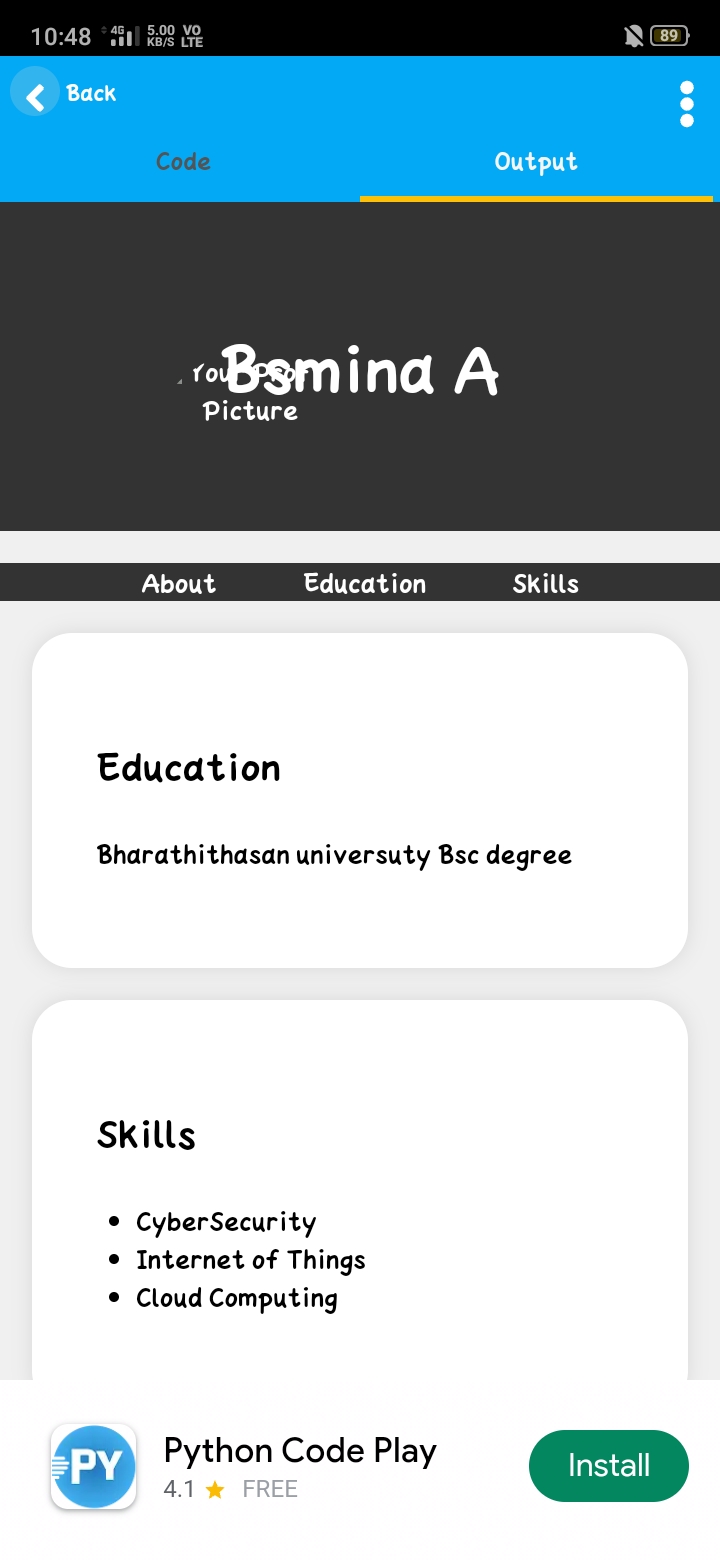 10:48 4G 5.00 KB/S VO LTE 89
Back
Code Output
Bsmina A
Your Prof
Picture
About Education Skills
Education
Bharathithasan universuty Bsc degree
Skills
• CyberSecurity
• Internet of Things
• Cloud Computing
PY
Python Code Play
4.1 FREE
Install